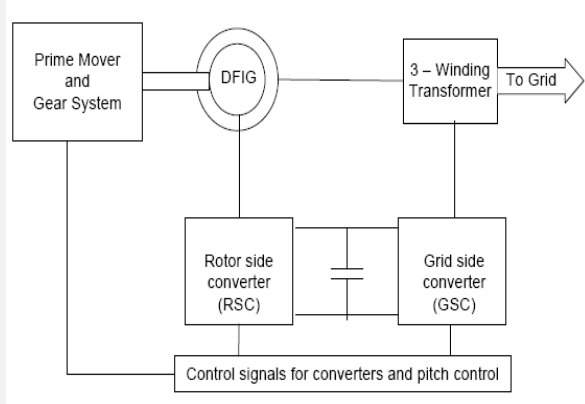 Prime Mover
and
Gear System
DFIG
3 – Winding
Transformer
To Grid
Rotor side
converter
(RSC)
Grid side
converter
(GSC)
Control signals for converters and pitch control